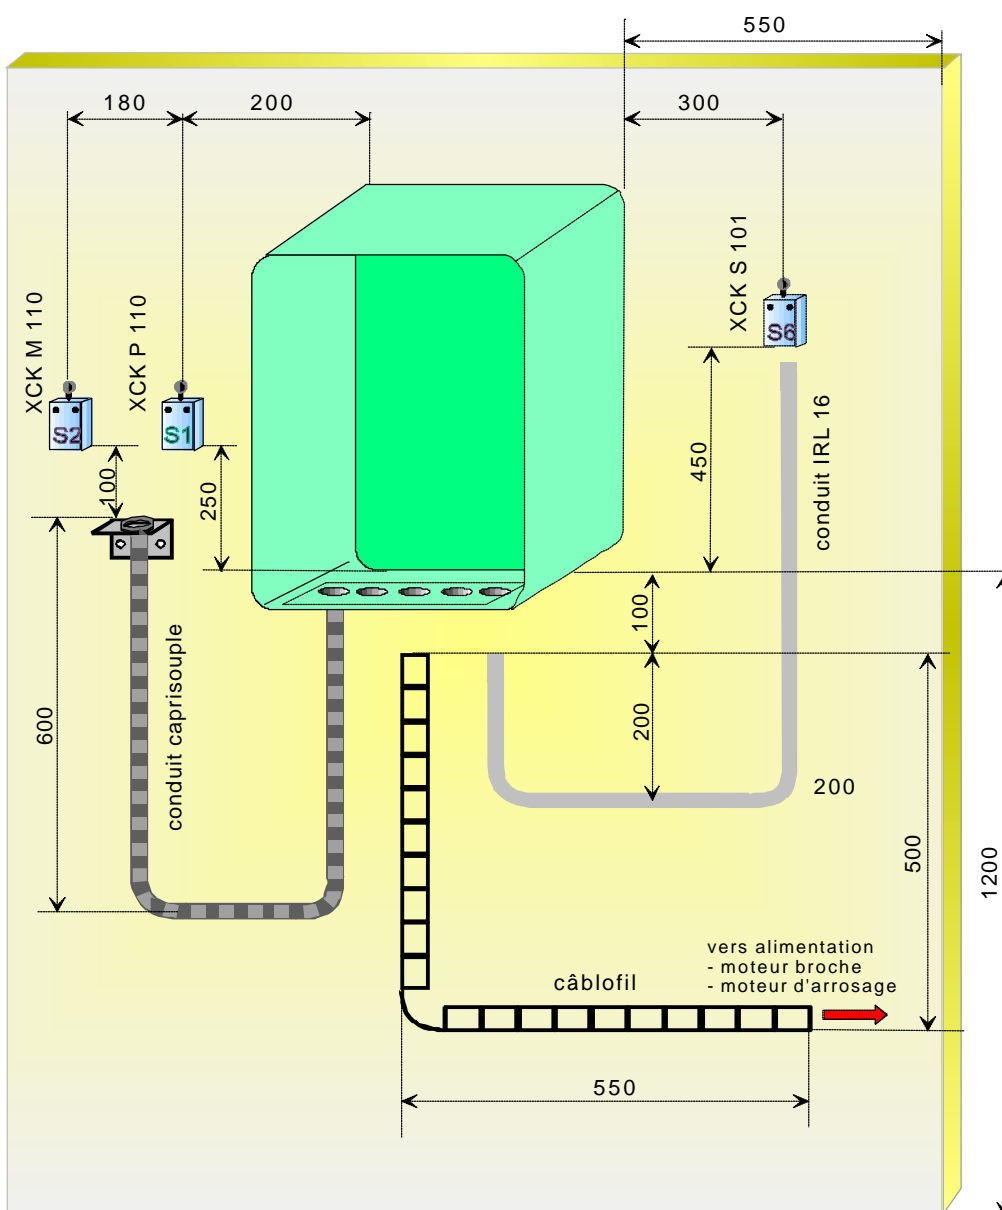 550
180
200
300
XCK M 110
XCK P 110
XCK S 101
S2
S1
S6
100
250
450
conduit IRL 16
100
600
conduit caprisouple
200
200
500
1200
vers alimentation
- moteur broche
- moteur d'arrosage
câblofil
550